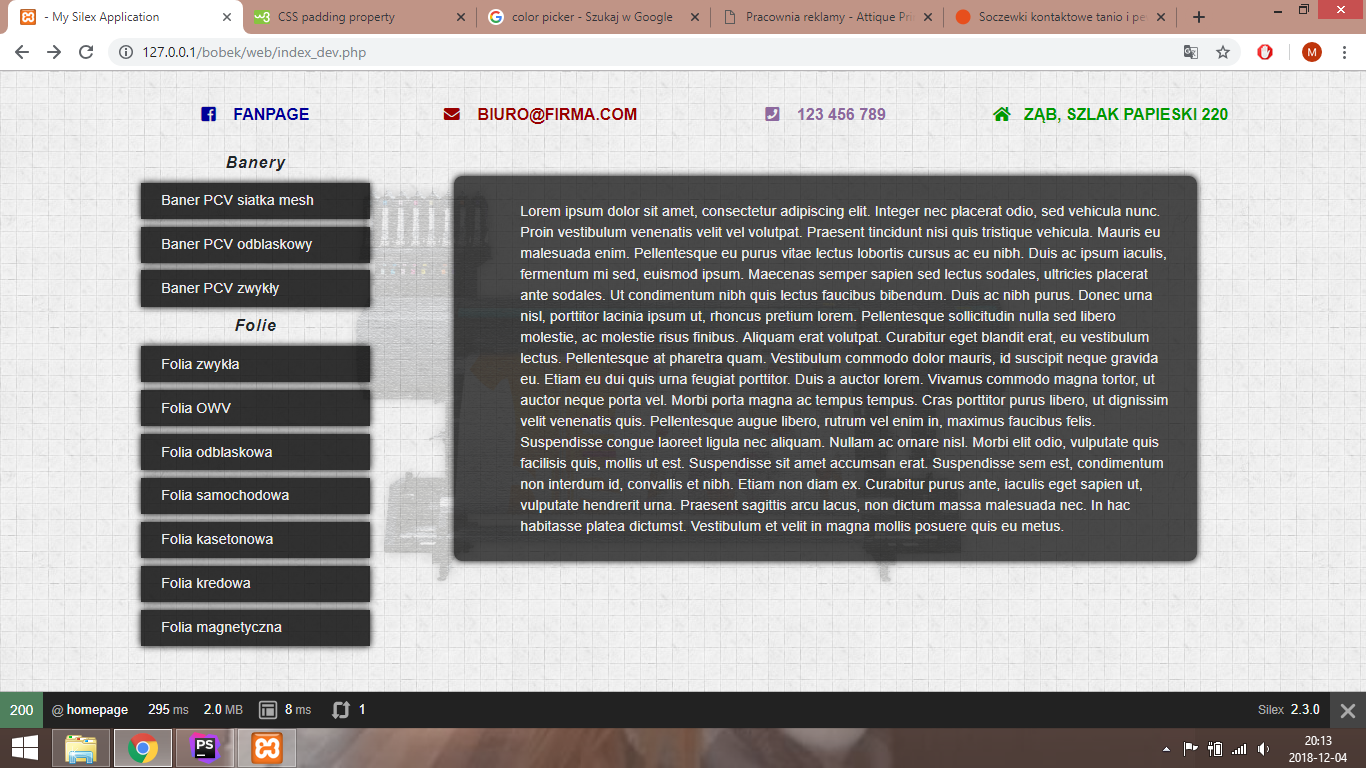 - My Silex Application
CSS padding property
color picker - Szukaj w Google
Pracownia reklamy - Attique Pri
Soczewki kontaktowe tanio i pe
127.0.0.1/bobek/web/index_dev.php
M
FANPAGE
BIURO@FIRMA.COM
123 456 789
ZĄB, SZLAK PAPIESKI 220
Banery
Baner PCV siatka mesh
Baner PCV odblaskowy
Baner PCV zwykły
Folie
Folia zwykła
Folia OWV
Folia odblaskowa
Folia samochodowa
Folia kasetonowa
Folia kredowa
Folia magnetyczna
Lorem ipsum dolor sit amet, consectetur adipiscing elit. Integer nec placerat odio, sed vehicula nunc.
Proin vestibulum venenatis velit vel volutpat. Praesent tincidunt nisi quis tristique vehicula. Mauris eu
malesuada enim. Pellentesque eu purus vitae lectus lobortis cursus ac eu nibh. Duis ac ipsum iaculis,
fermentum mi sed, euismod ipsum. Maecenas semper sapien sed lectus sodales, ultricies placerat
ante sodales. Ut condimentum nibh quis lectus faucibus bibendum. Duis ac nibh purus. Donec urna
nisl, porttitor lacinia ipsum ut, rhoncus pretium lorem. Pellentesque sollicitudin nulla sed libero
molestie, ac molestie risus finibus. Aliquam erat volutpat. Curabitur eget blandit erat, eu vestibulum
lectus. Pellentesque at pharetra quam. Vestibulum commodo dolor mauris, id suscipit neque gravida
eu. Etiam eu dui quis urna feugiat porttitor. Duis a auctor lorem. Vivamus commodo magna tortor, ut
auctor neque porta vel. Morbi porta magna ac tempus tempus. Cras porttitor purus libero, ut dignissim
velit venenatis quis. Pellentesque augue libero, rutrum vel enim in, maximus faucibus felis.
Suspendisse congue laoreet ligula nec aliquam. Nullam ac ornare nisl. Morbi elit odio, vulputate quis
facilisis quis, mollis ut est. Suspendisse sit amet accumsan erat. Suspendisse sem est, condimentum
non interdum id, convallis et nibh. Etiam non diam ex. Curabitur purus ante, iaculis eget sapien ut,
vulputate hendrerit urna. Praesent sagittis arcu lacus, non dictum massa malesuada nec. In hac
habitasse platea dictumst. Vestibulum et velit in magna mollis posuere quis eu metus.
200
@ homepage
295 ms
2.0 MB
8 ms
1
Silex 2.3.0
PS
20:13
2018-12-04